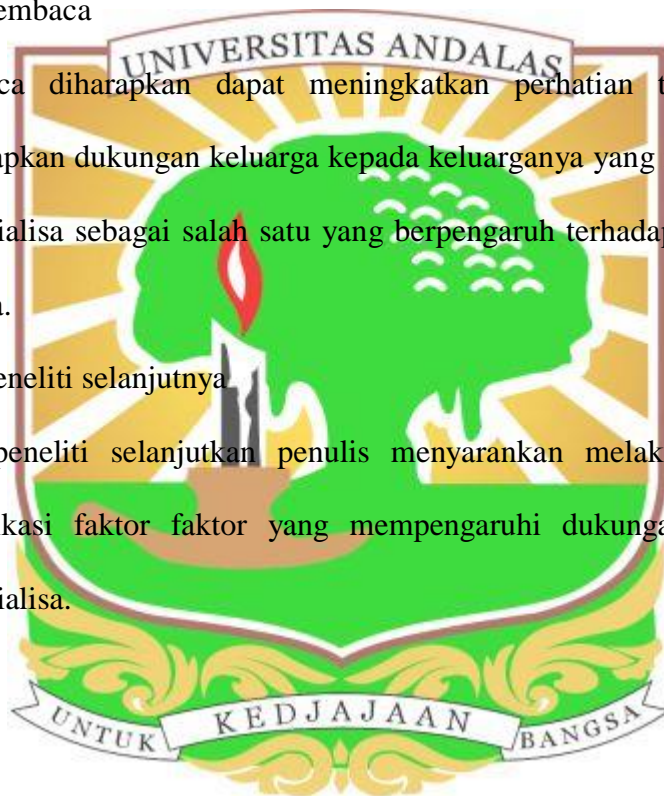 embaca
UNIVERSITAS ANDALAS
ca diharapkan dapat meningkatkan perhatian t
apkan dukungan keluarga kepada keluarganya yang
ialisa sebagai salah satu yang berpengaruh terhadap
a.
eneliti selanjutnya
peneliti selanjutkan penulis menyarankan melak
ikasi faktor faktor yang mempengaruhi dukunga
ialisa.
UNTUK KEDJAJAAN BANGSA